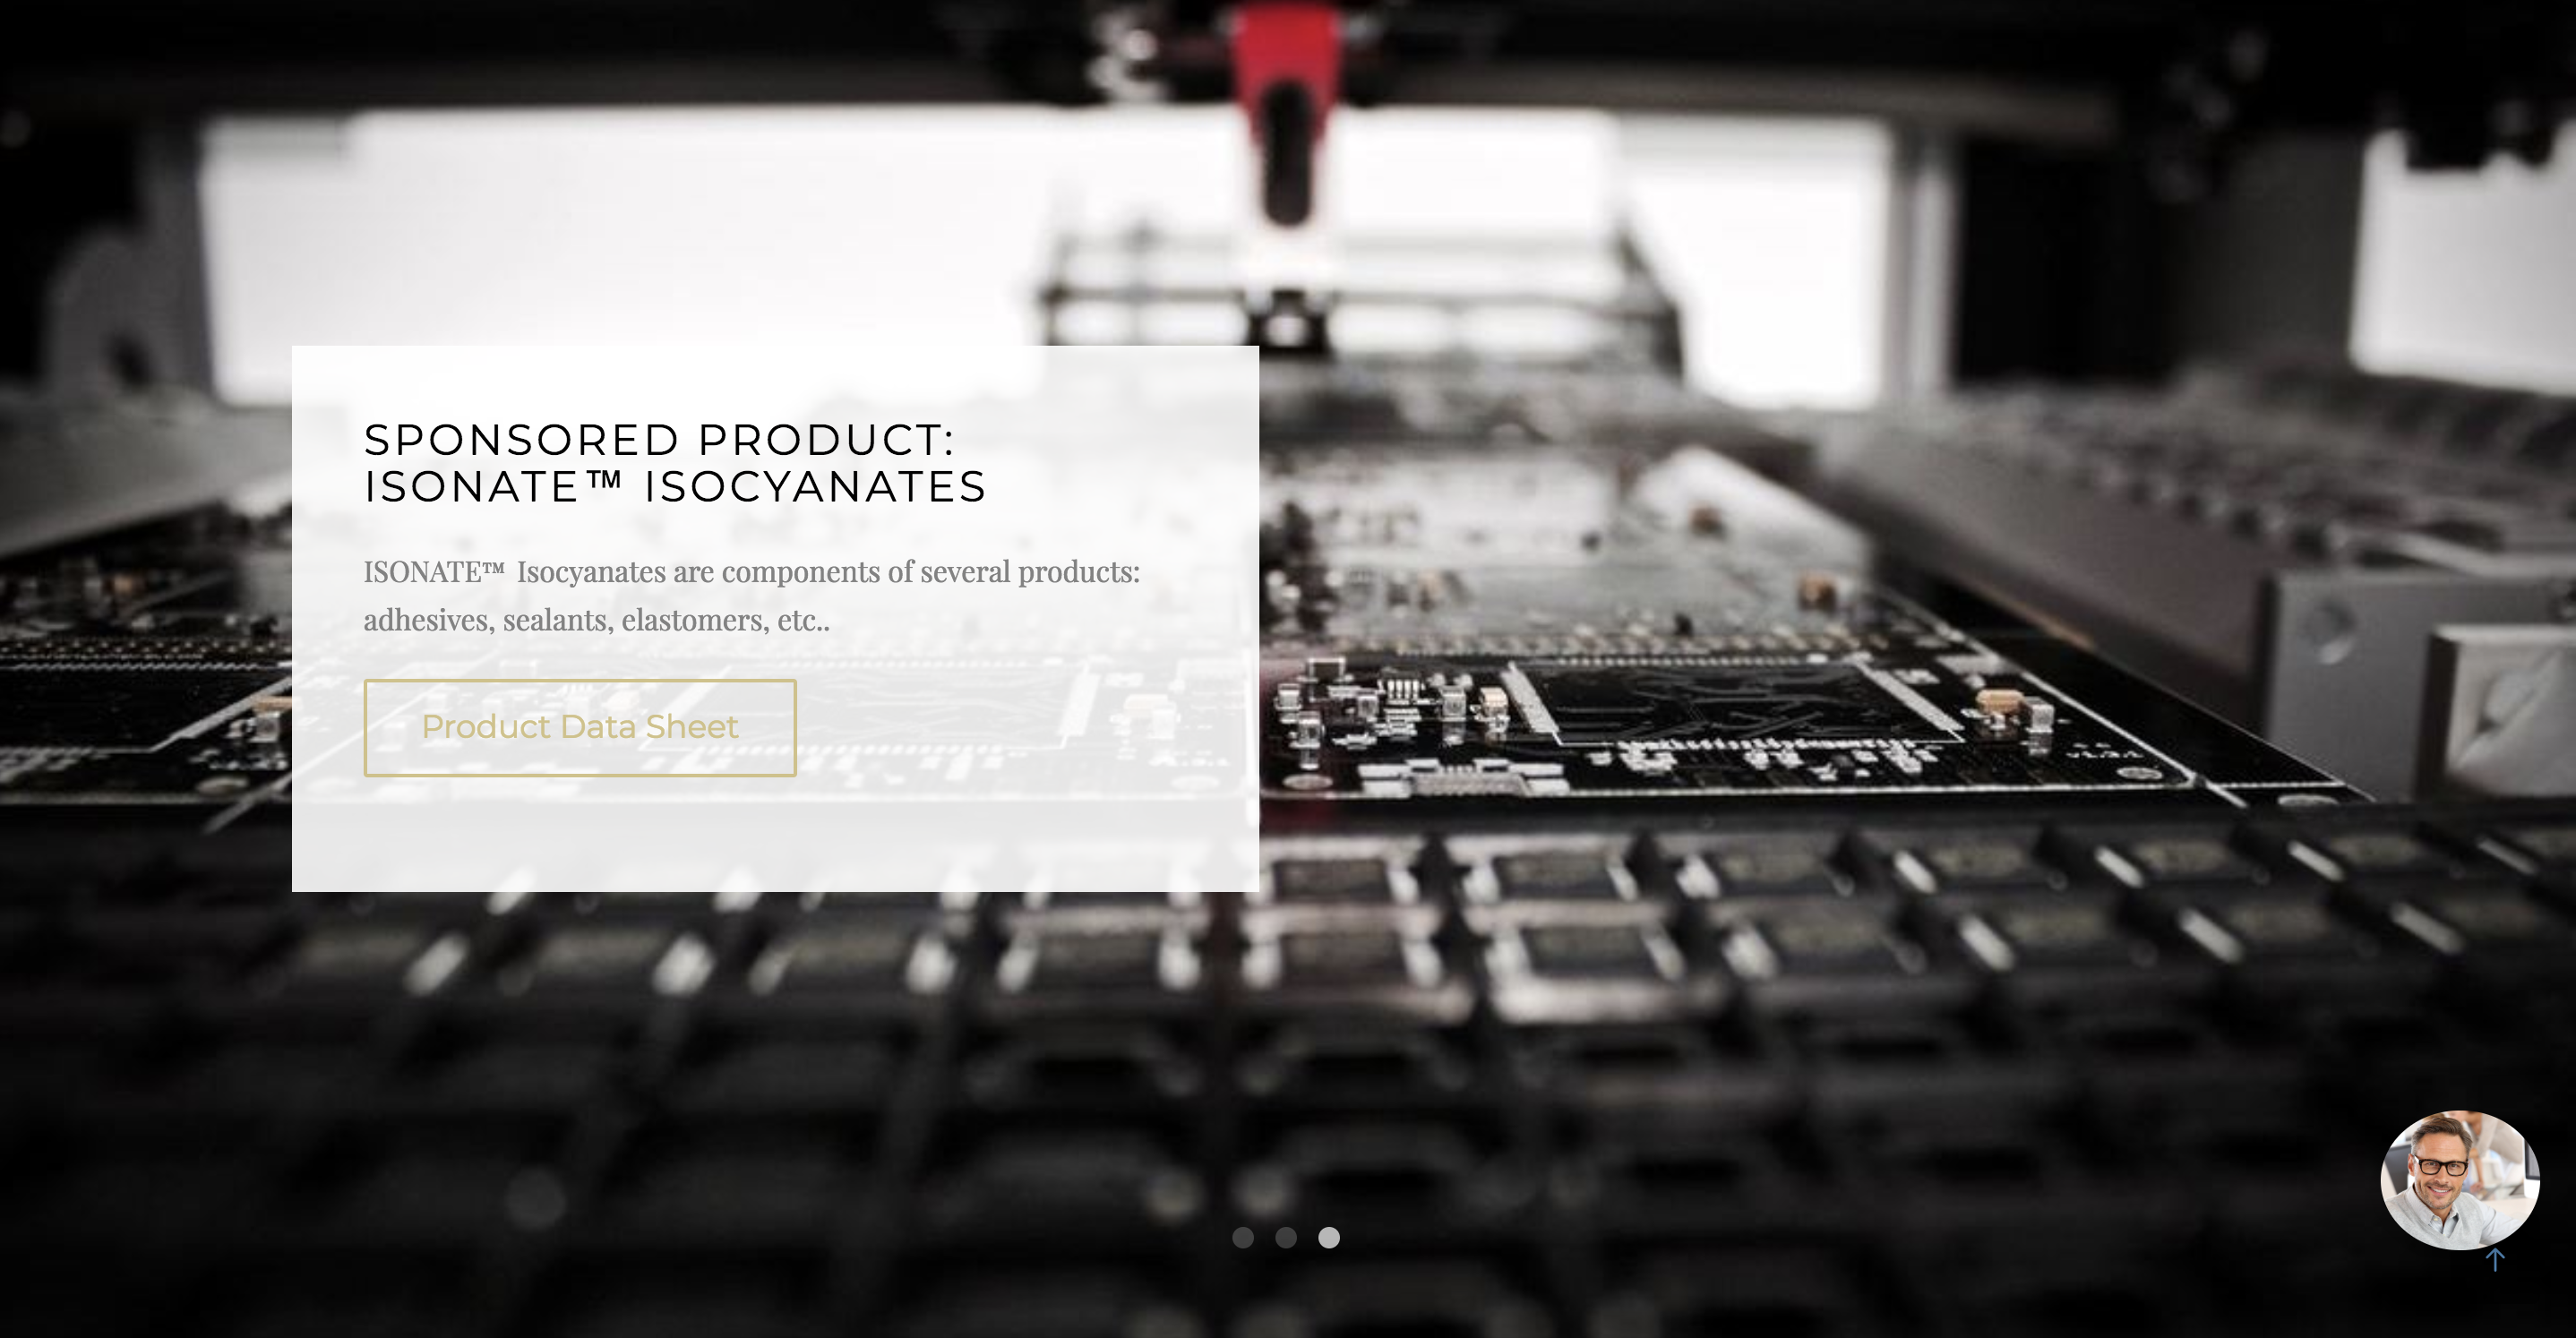 SPONSORED PRODUCT:
ISONATE™ ISOCYANATES
ISONATE™ Isocyanates are components of several products:
adhesives, sealants, elastomers, etc..
Product Data Sheet